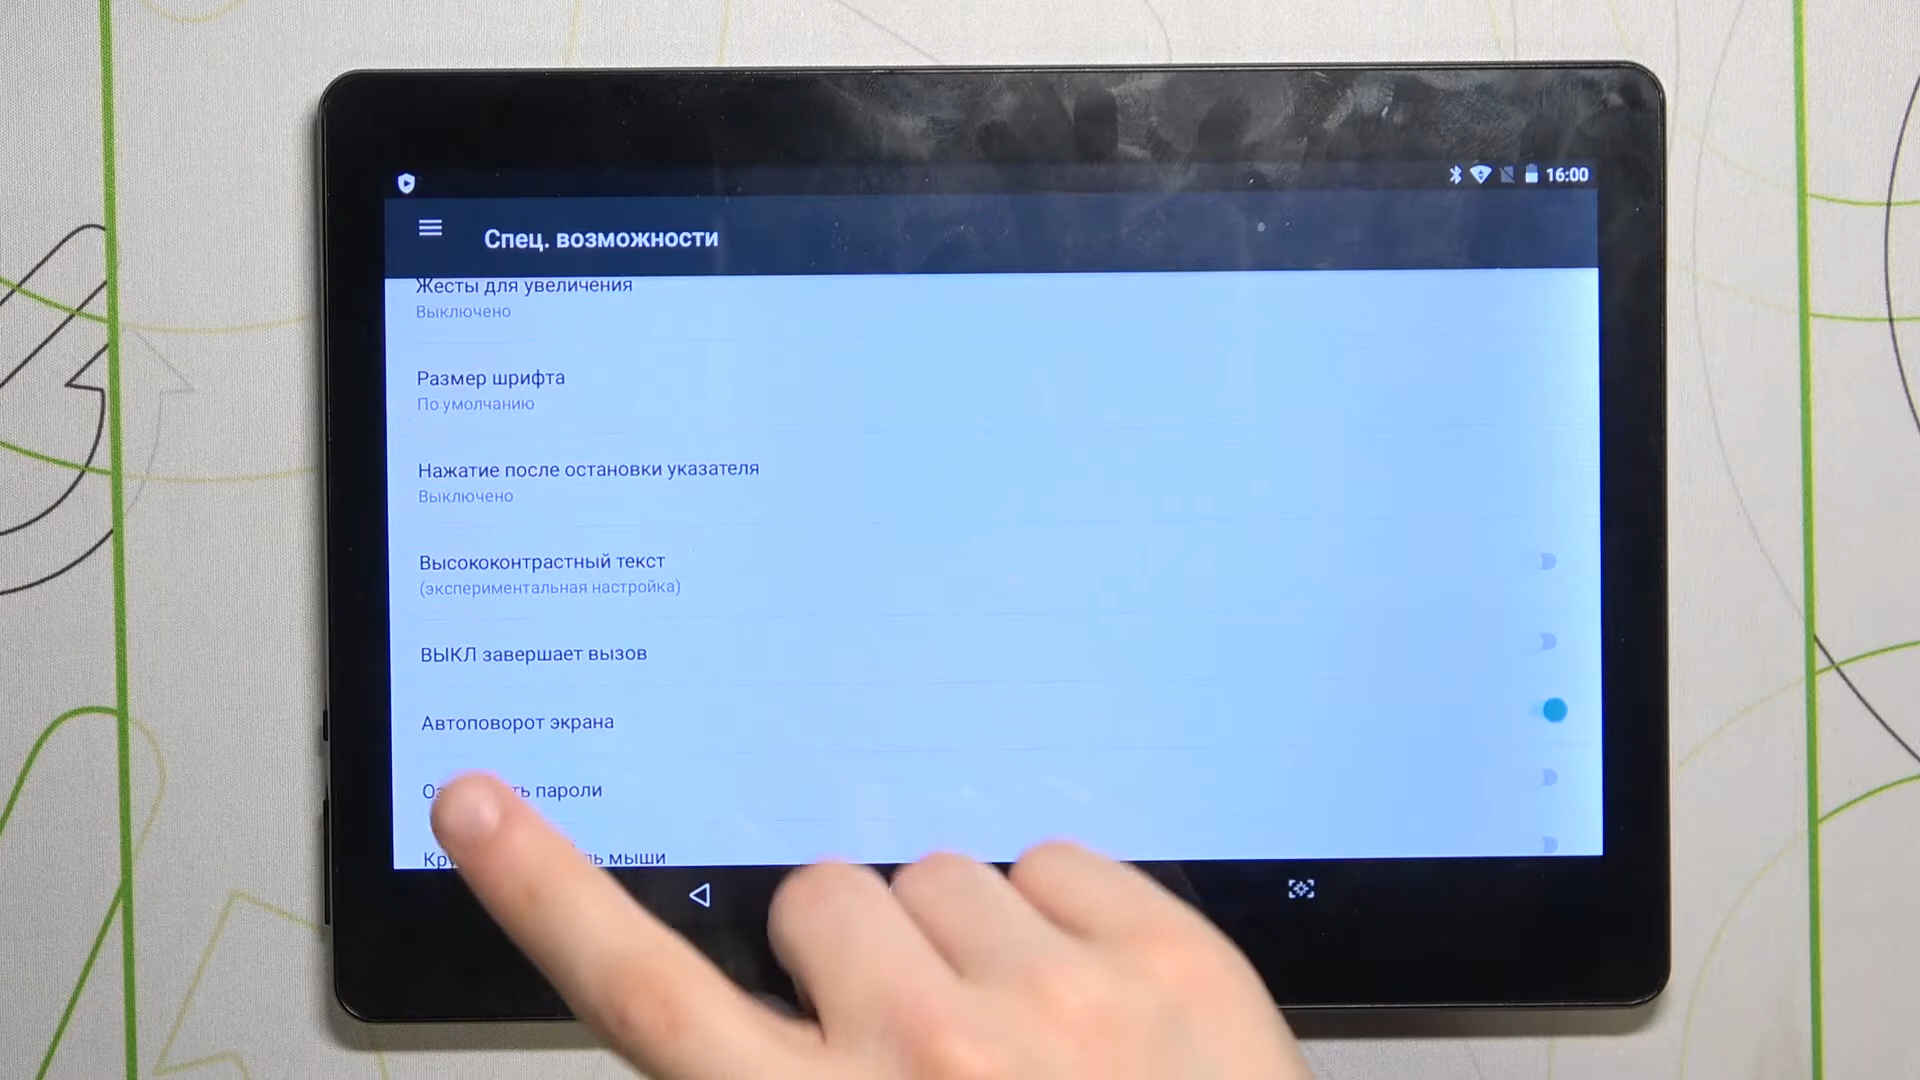 16:00
Спец. возможности
Жесты для увеличения
Выключено
Размер шрифта
По умолчанию
Нажатие после остановки указателя
Выключено
Высококонтрастный текст
(экспериментальная настройка)
ВЫКЛ завершает вызов
Автоповорот экрана
пароли
мыши